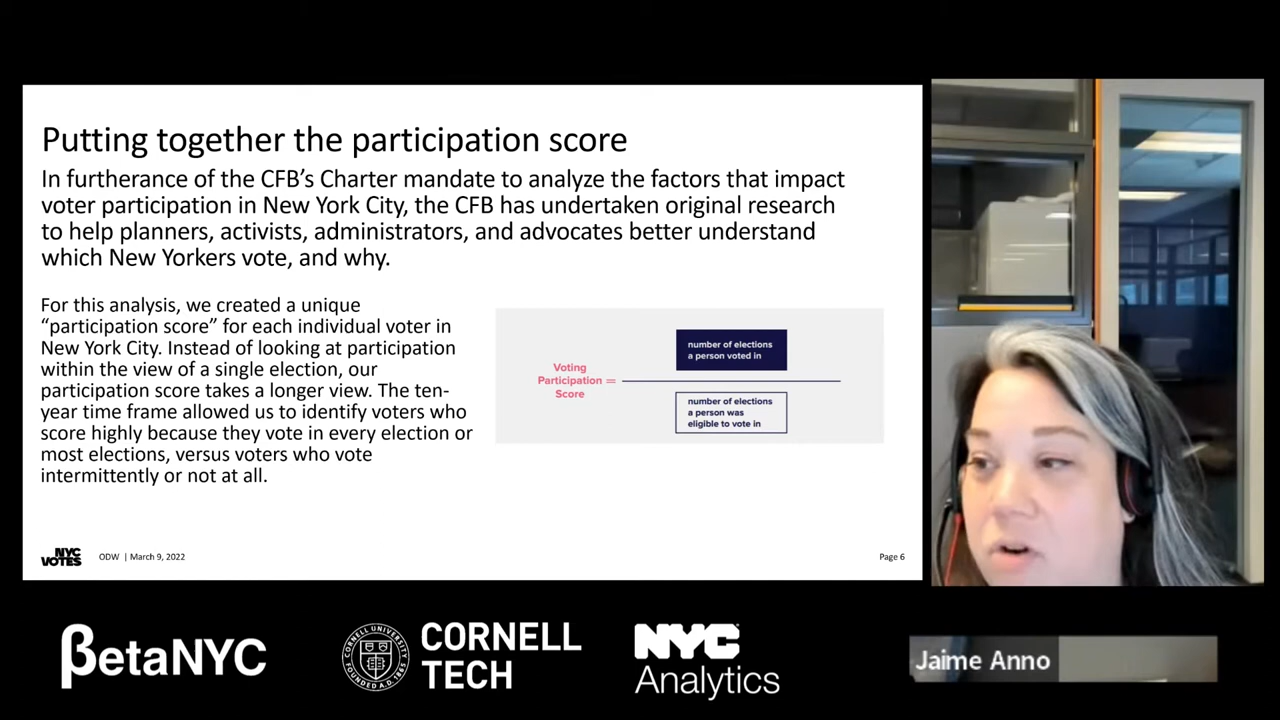 Putting together the participation score
In furtherance of the CFB's Charter mandate to analyze the factors that impact
voter participation in New York City, the CFB has undertaken original research
to help planners, activists, administrators, and advocates better understand
which New Yorkers vote, and why.
For this analysis, we created a unique
“participation score” for each individual voter in
New York City. Instead of looking at participation
within the view of a single election, our
participation score takes a longer view. The ten-
year time frame allowed us to identify voters who
score highly because they vote in every election or
most elections, versus voters who vote
intermittently or not at all.
Voting
Participation =
Score
number of elections
a person voted in
number of elections
a person was
eligible to vote in
NYC
VOTES
ODW | March 9, 2022
Page 6
βetaNYC
CORNELL
TECH
NYC
Analytics
Jaime Anno